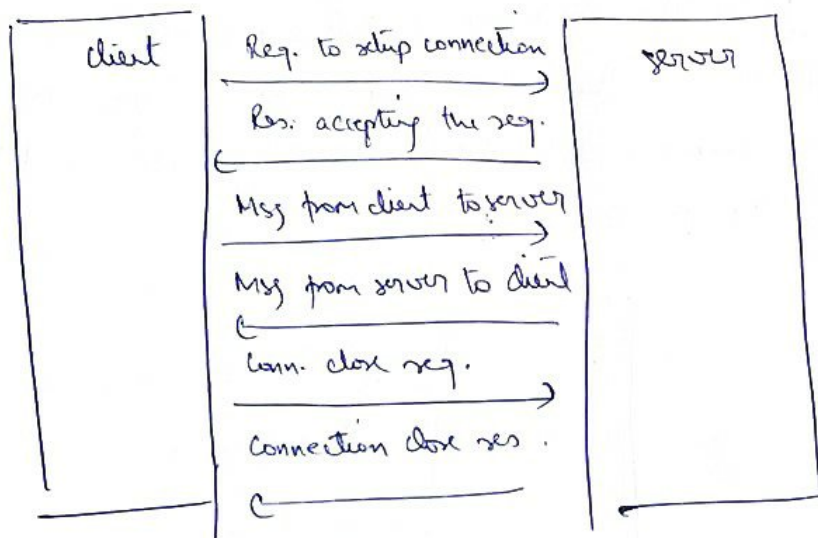 client
Req. to setup connection
server
Res. accepting the req.
Msg from client to server
Msg from server to client
Conn. close req.
Connection close res.